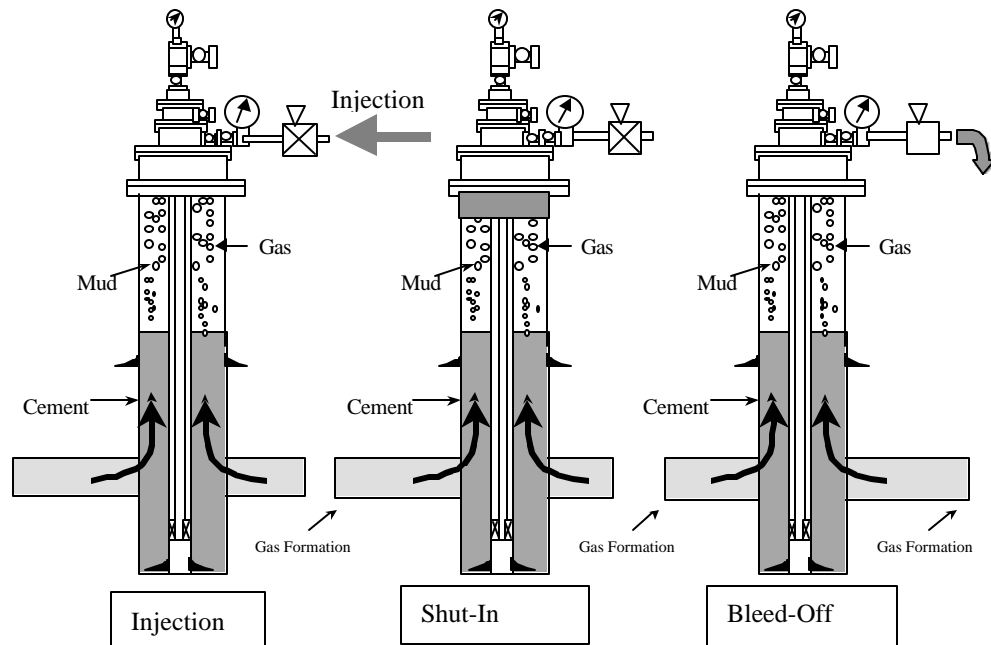 Injection
Gas
Mud
Cement
Gas Formation
Injection
Gas
Mud
Cement
Gas Formation
Shut-In
Gas
Mud
Cement
Gas Formation
Bleed-Off